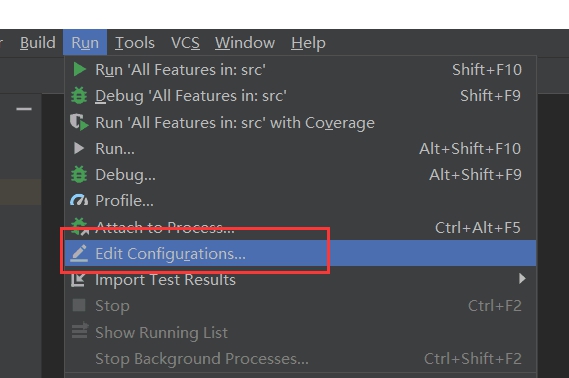 r Build Run Tools VCS Window Help
Run 'All Features in: src' Shift+F10
Debug 'All Features in: src' Shift+F9
Run 'All Features in: src' with Coverage
Run... Alt+Shift+F10
Debug... Alt+Shift+F9
Profile...
Attach to Process... Ctrl+Alt+F5
Edit Configurations...
Import Test Results
Stop Ctrl+F2
Show Running List
Stop Background Processes... Ctrl+Shift+F2